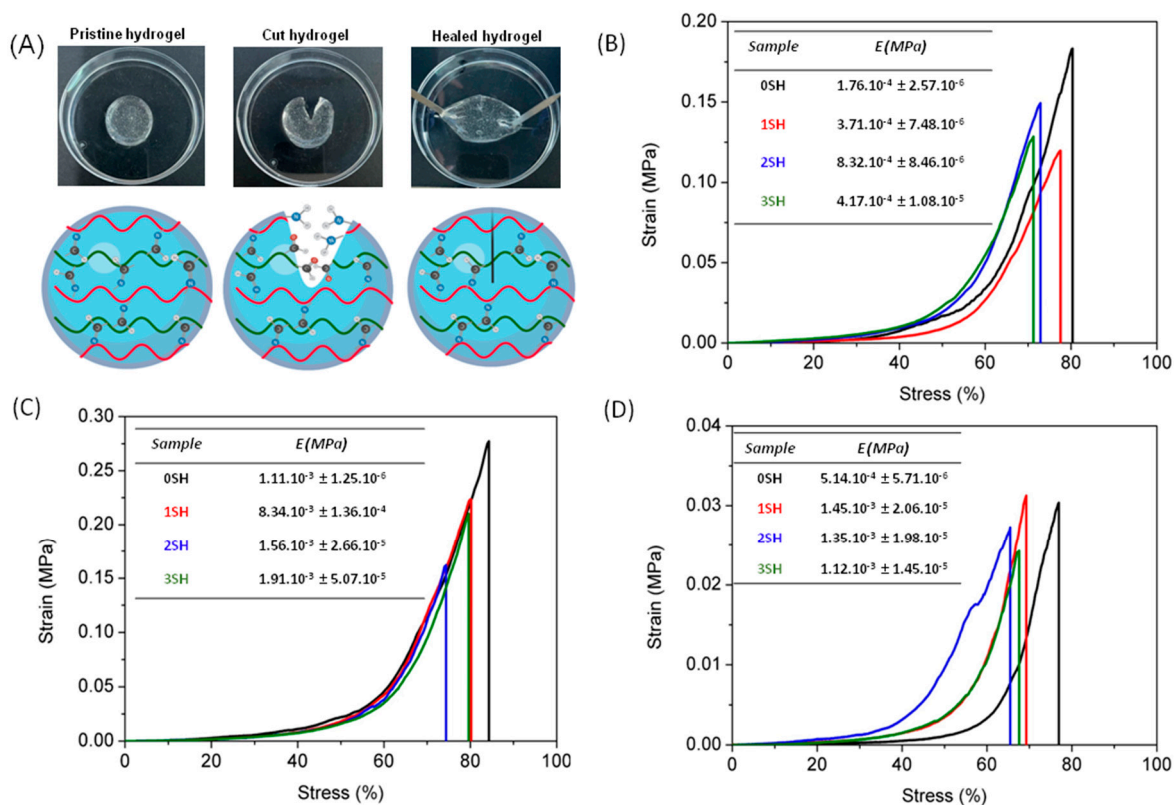 (A)
Pristine hydrogel
Cut hydrogel
Healed hydrogel
(B)
0.20
0.15
0.10
0.05
0.00
Strain (MPa)
Sample E(MPa)
0SH 1.76.10⁻⁴ ± 2.57.10⁻⁶
1SH 3.71.10⁻⁴ ± 7.48.10⁻⁶
2SH 8.32.10⁻⁴ ± 8.46.10⁻⁶
3SH 4.17.10⁻⁴ ± 1.08.10⁻⁵
0 20 40 60 80 100
Stress (%)
(C)
0.30
0.25
0.20
0.15
0.10
0.05
0.00
Strain (MPa)
Sample E(MPa)
0SH 1.11.10⁻³ ± 1.25.10⁻⁶
1SH 8.34.10⁻³ ± 1.36.10⁻⁴
2SH 1.56.10⁻³ ± 2.66.10⁻⁵
3SH 1.91.10⁻³ ± 5.07.10⁻⁵
0 20 40 60 80 100
Stress (%)
(D)
0.04
0.03
0.02
0.01
0.00
Strain (MPa)
Sample E(MPa)
0SH 5.14.10⁻⁴ ± 5.71.10⁻⁶
1SH 1.45.10⁻³ ± 2.06.10⁻⁵
2SH 1.35.10⁻³ ± 1.98.10⁻⁵
3SH 1.12.10⁻³ ± 1.45.10⁻⁵
0 20 40 60 80 100
Stress (%)